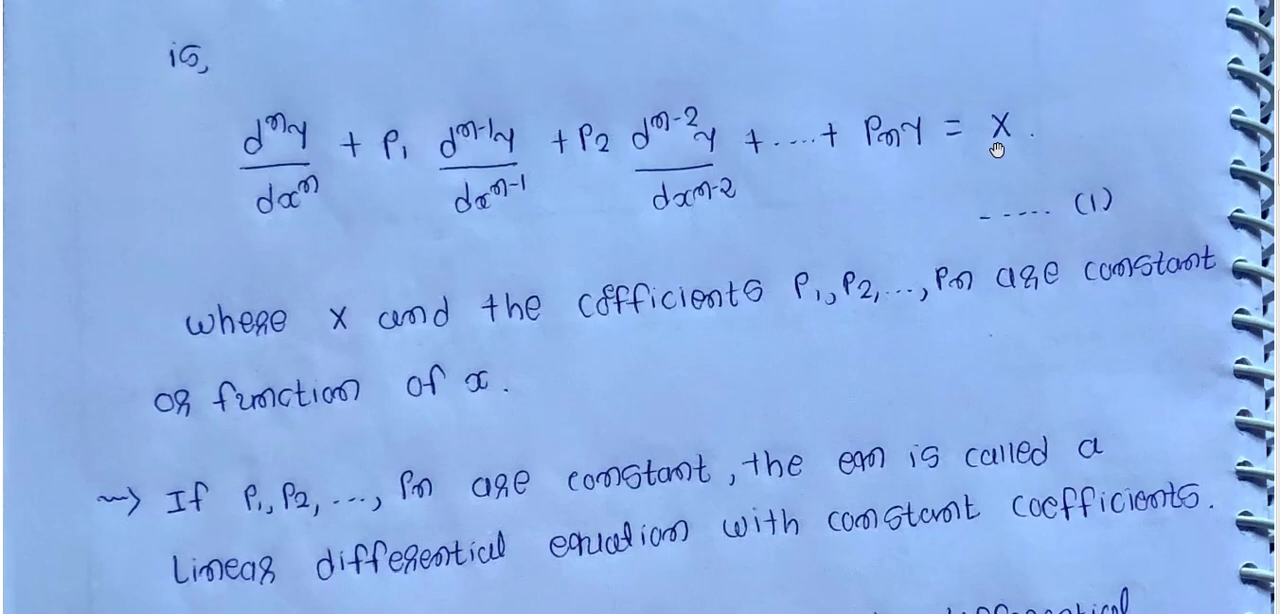 is,
dⁿy/dxⁿ + P₁ dⁿ⁻¹y/dxⁿ⁻¹ + P₂ dⁿ⁻²y/dxⁿ⁻² + ..... + Pₙy = X.
- ---- (1)
where X and the cofficients P₁, P₂, ..., Pₙ are constant
or function of x.
~~> If P₁, P₂, ..., Pₙ are constant, the eqn is called a
Linear differential equation with constant coefficients.